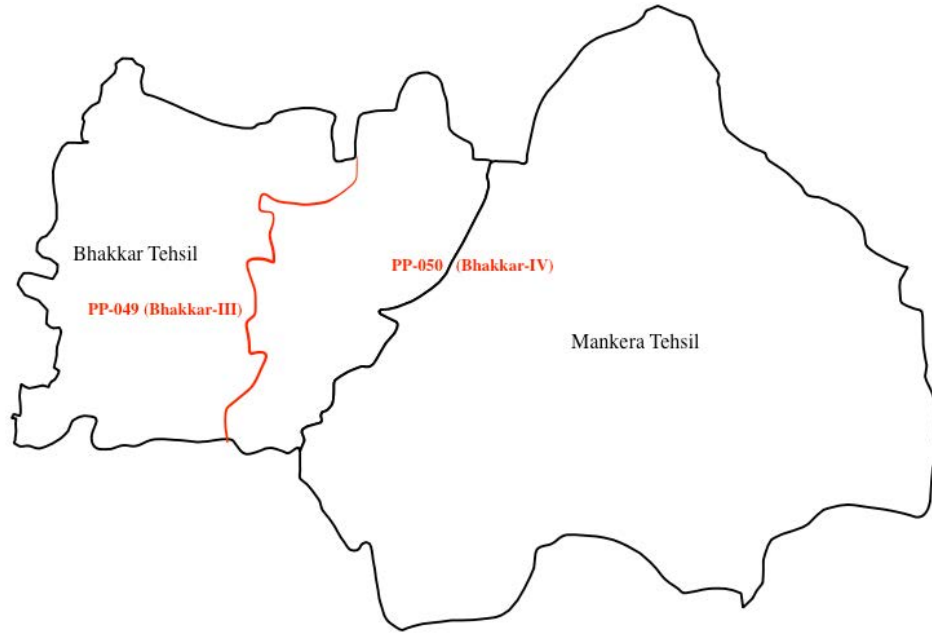 Bhakkar Tehsil
PP-050 (Bhakkar-IV)
PP-049 (Bhakkar-III)
Mankera Tehsil